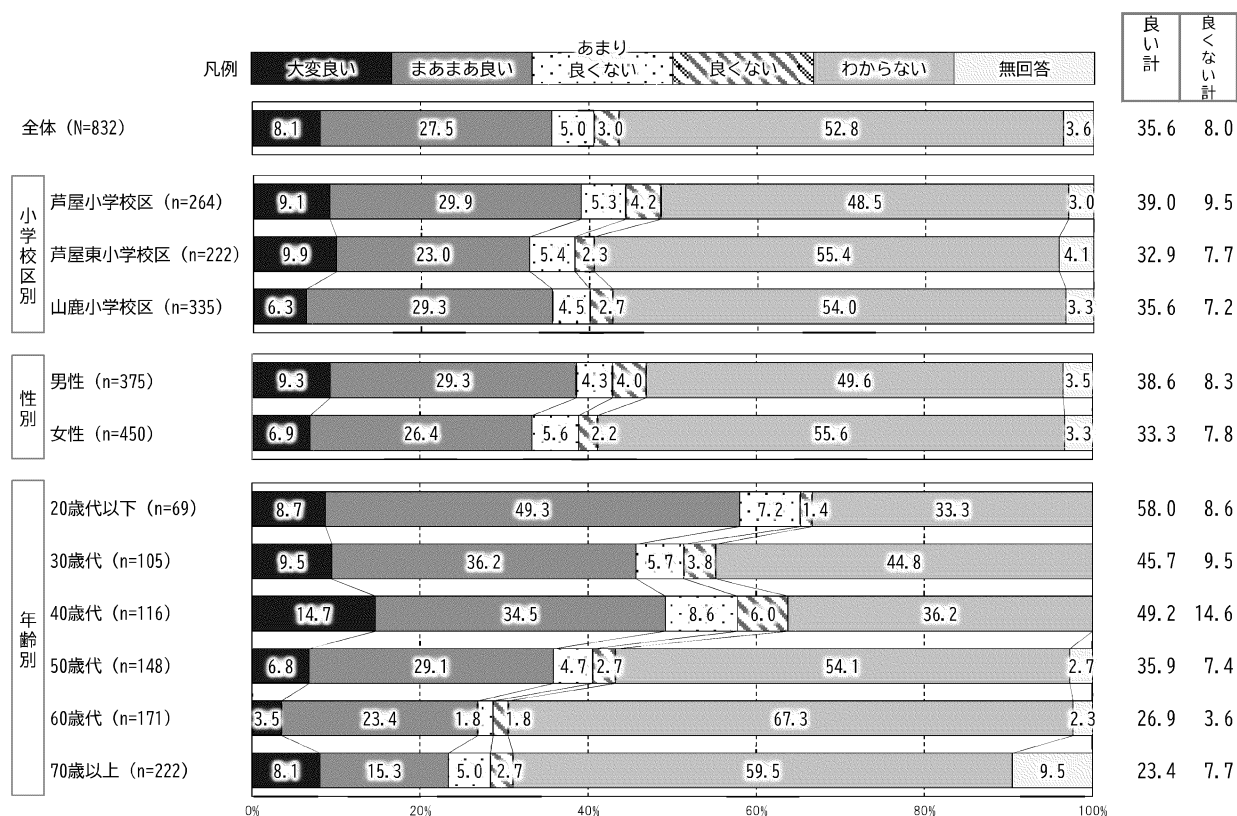 良い計 良くない計
凡例 大変良い まあまあ良い あまり良くない 良くない わからない 無回答
全体（N=832） 8.1 27.5 5.0 3.0 52.8 3.6 35.6 8.0
小学校区別
芦屋小学校区（n=264） 9.1 29.9 5.3 4.2 48.5 3.0 39.0 9.5
芦屋東小学校区（n=222） 9.9 23.0 5.4 2.3 55.4 4.1 32.9 7.7
山鹿小学校区（n=335） 6.3 29.3 4.5 2.7 54.0 3.3 35.6 7.2
性別
男性（n=375） 9.3 29.3 4.3 4.0 49.6 3.5 38.6 8.3
女性（n=450） 6.9 26.4 5.6 2.2 55.6 3.3 33.3 7.8
年齢別
20歳代以下（n=69） 8.7 49.3 7.2 1.4 33.3 58.0 8.6
30歳代（n=105） 9.5 36.2 5.7 3.8 44.8 45.7 9.5
40歳代（n=116） 14.7 34.5 8.6 6.0 36.2 49.2 14.6
50歳代（n=148） 6.8 29.1 4.7 2.7 54.1 2.7 35.9 7.4
60歳代（n=171） 3.5 23.4 1.8 1.8 67.3 2.3 26.9 3.6
70歳以上（n=222） 8.1 15.3 5.0 2.7 59.5 9.5 23.4 7.7
0% 20% 40% 60% 80% 100%